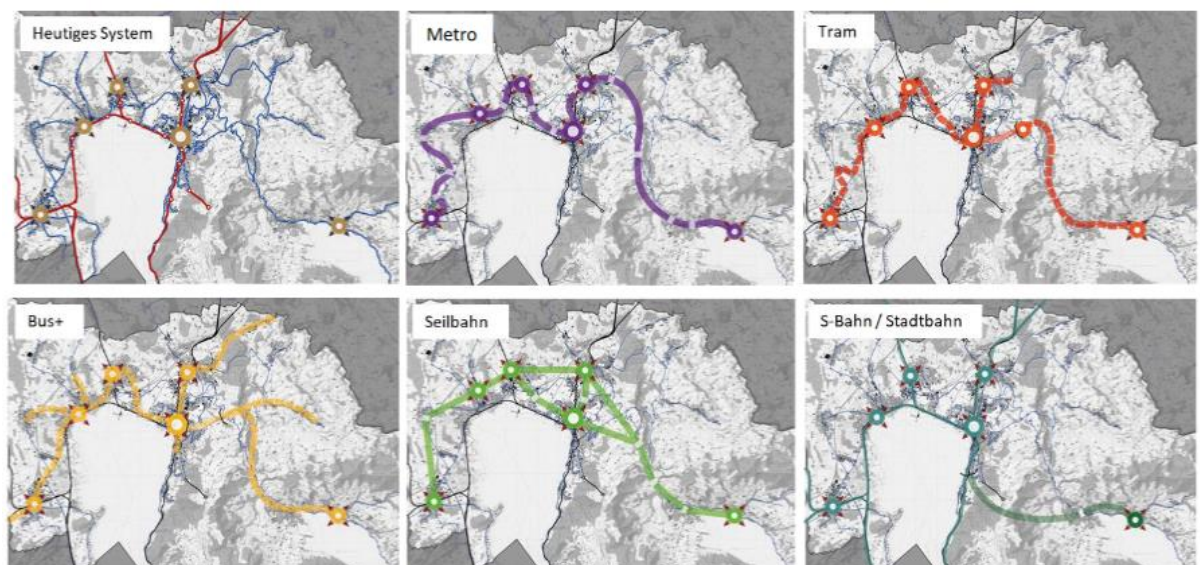 Heutiges System
Metro
Tram
Bus+
Seilbahn
S-Bahn / Stadtbahn